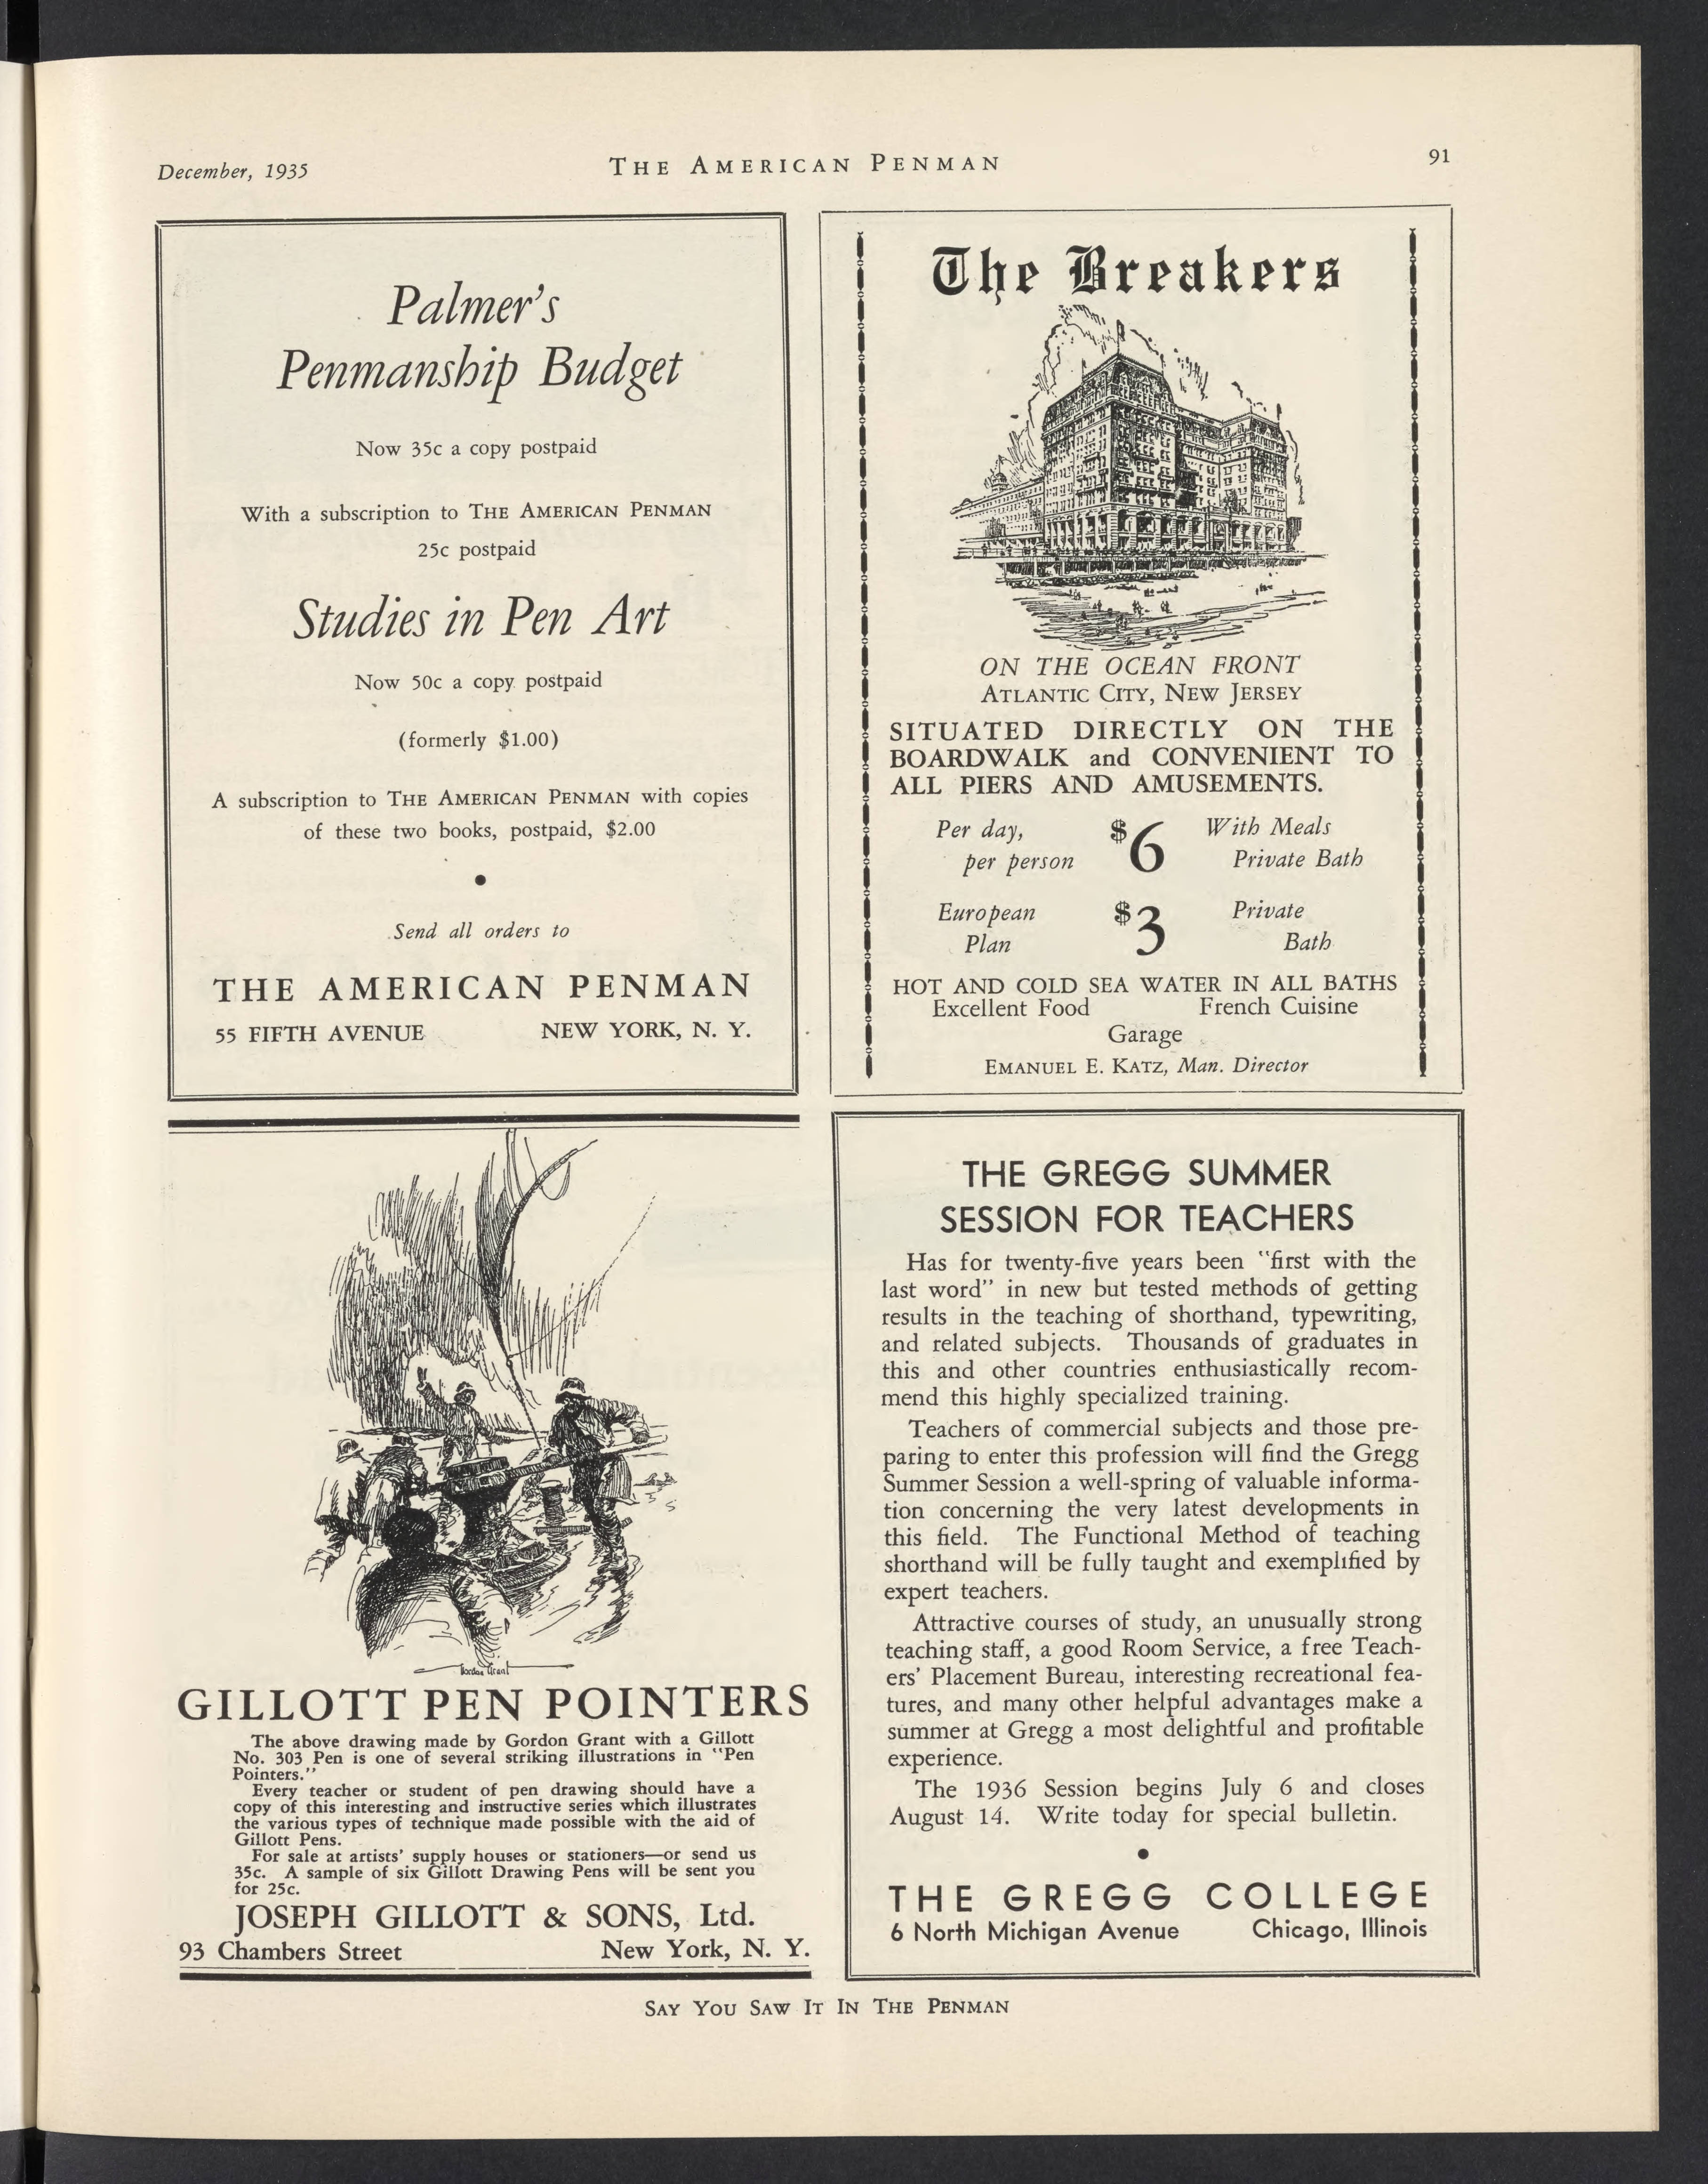 December, 1935
THE AMERICAN PENMAN
91
Palmer's
Penmanship Budget
Now 35c a copy postpaid
With a subscription to THE AMERICAN PENMAN
25c postpaid
Studies in Pen Art
Now 50c a copy postpaid
(formerly $1.00)
A subscription to THE AMERICAN PENMAN with copies
of these two books, postpaid, $2.00
•
Send all orders to
THE AMERICAN PENMAN
55 FIFTH AVENUE NEW YORK, N. Y.
The Breakers
ON THE OCEAN FRONT
ATLANTIC CITY, NEW JERSEY
SITUATED DIRECTLY ON THE
BOARDWALK and CONVENIENT TO
ALL PIERS AND AMUSEMENTS.
Per day,
per person
$6
With Meals
Private Bath
European
Plan
$3
Private
Bath
HOT AND COLD SEA WATER IN ALL BATHS
Excellent Food French Cuisine
Garage
EMANUEL E. KATZ, Man. Director
Gordon Grant
GILLOTT PEN POINTERS
The above drawing made by Gordon Grant with a Gillott
No. 303 Pen is one of several striking illustrations in "Pen
Pointers."
Every teacher or student of pen drawing should have a
copy of this interesting and instructive series which illustrates
the various types of technique made possible with the aid of
Gillott Pens.
For sale at artists' supply houses or stationers—or send us
35c. A sample of six Gillott Drawing Pens will be sent you
for 25c.
JOSEPH GILLOTT & SONS, Ltd.
93 Chambers Street New York, N. Y.
THE GREGG SUMMER
SESSION FOR TEACHERS
Has for twenty-five years been "first with the
last word" in new but tested methods of getting
results in the teaching of shorthand, typewriting,
and related subjects. Thousands of graduates in
this and other countries enthusiastically recom-
mend this highly specialized training.
Teachers of commercial subjects and those pre-
paring to enter this profession will find the Gregg
Summer Session a well-spring of valuable informa-
tion concerning the very latest developments in
this field. The Functional Method of teaching
shorthand will be fully taught and exemplified by
expert teachers.
Attractive courses of study, an unusually strong
teaching staff, a good Room Service, a free Teach-
ers' Placement Bureau, interesting recreational fea-
tures, and many other helpful advantages make a
summer at Gregg a most delightful and profitable
experience.
The 1936 Session begins July 6 and closes
August 14. Write today for special bulletin.
•
THE GREGG COLLEGE
6 North Michigan Avenue Chicago, Illinois
SAY YOU SAW IT IN THE PENMAN